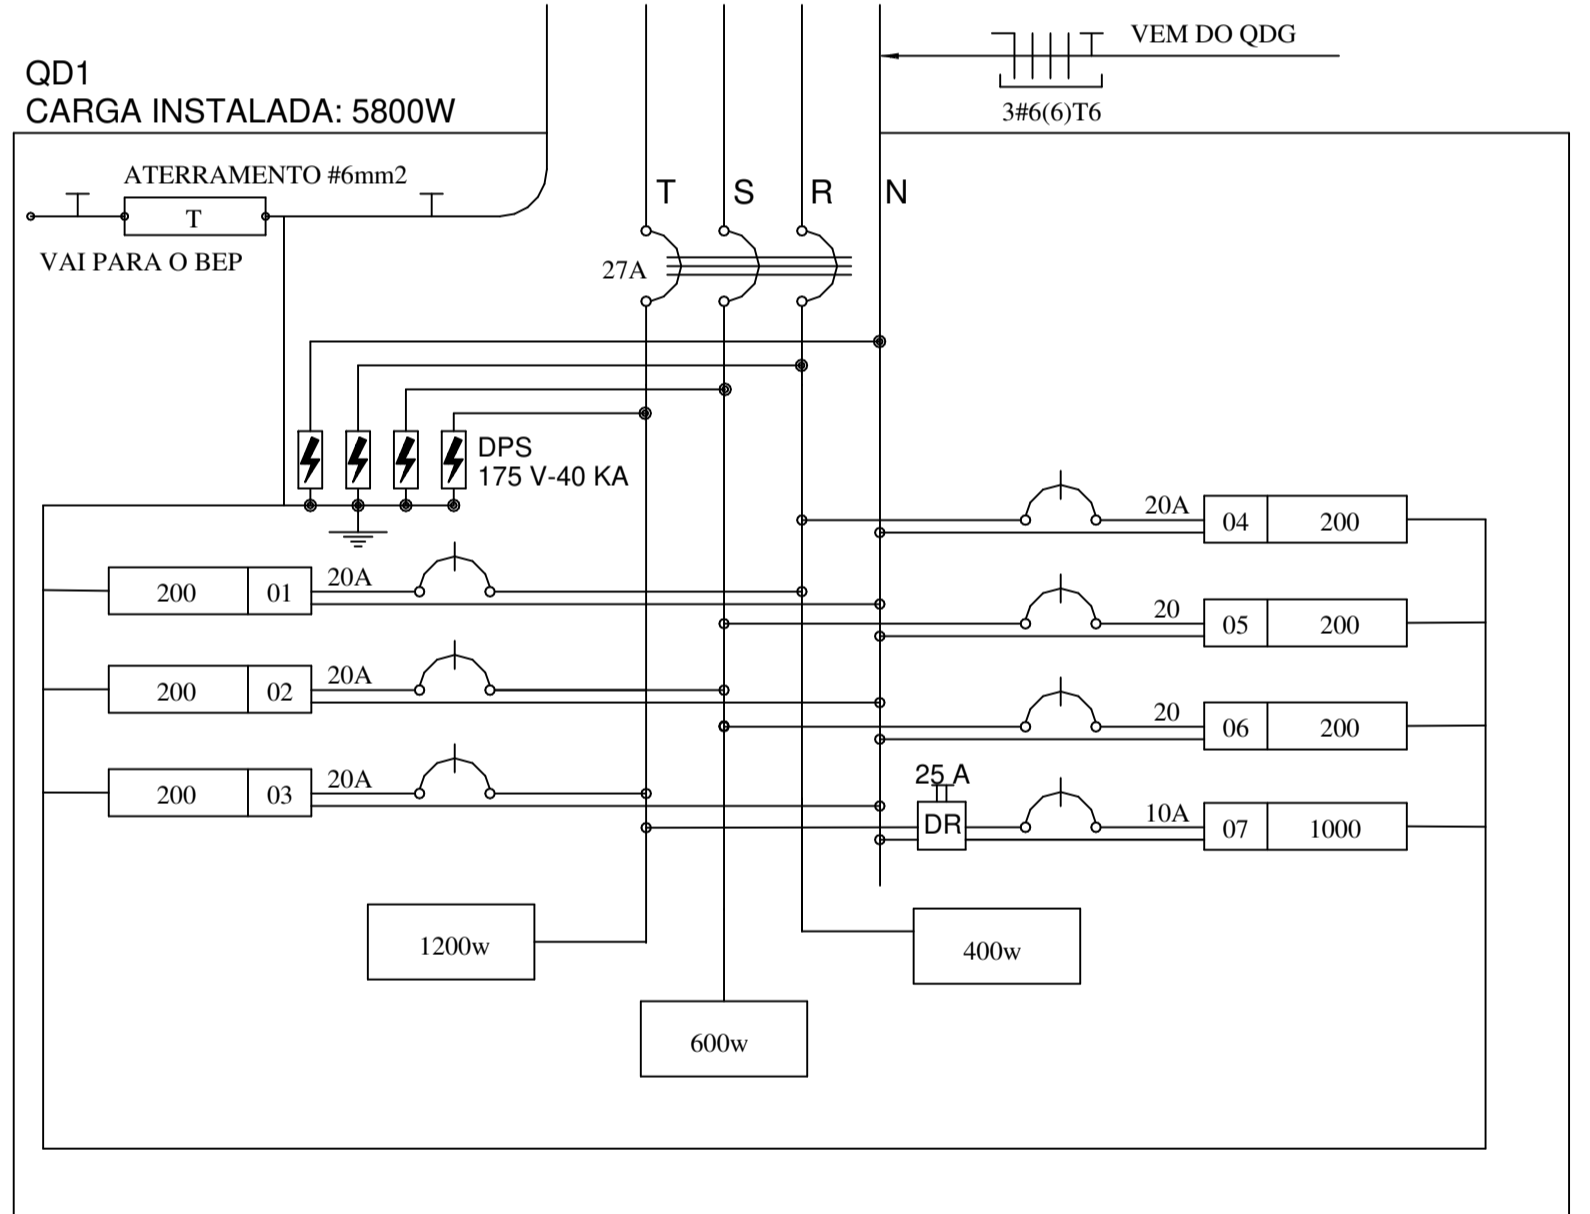 VEM DO QDG
3#6(6)T6
QD1
CARGA INSTALADA: 5800W
ATERRAMENTO #6mm2
T
VAI PARA O BEP
T
S
R
N
27A
DPS
175 V-40 KA
20A
04
200
200
01
20A
20
05
200
200
02
20A
20
06
200
200
03
20A
25 A
DR
10A
07
1000
1200w
400w
600w